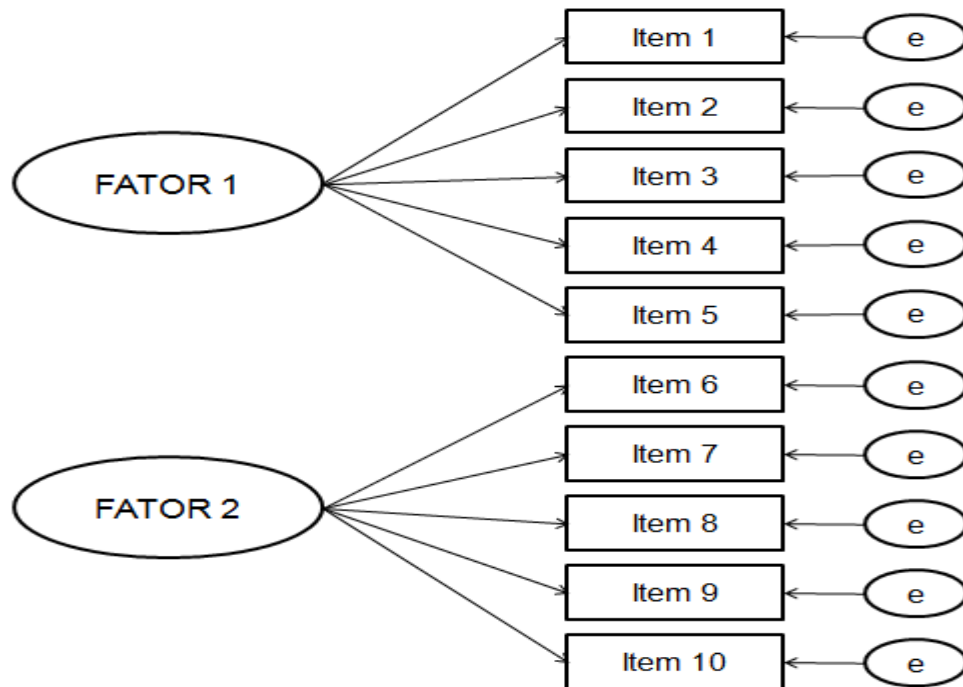 Item 1
e
Item 2
e
FATOR 1
Item 3
e
Item 4
e
Item 5
e
Item 6
e
Item 7
e
FATOR 2
Item 8
e
Item 9
e
Item 10
e